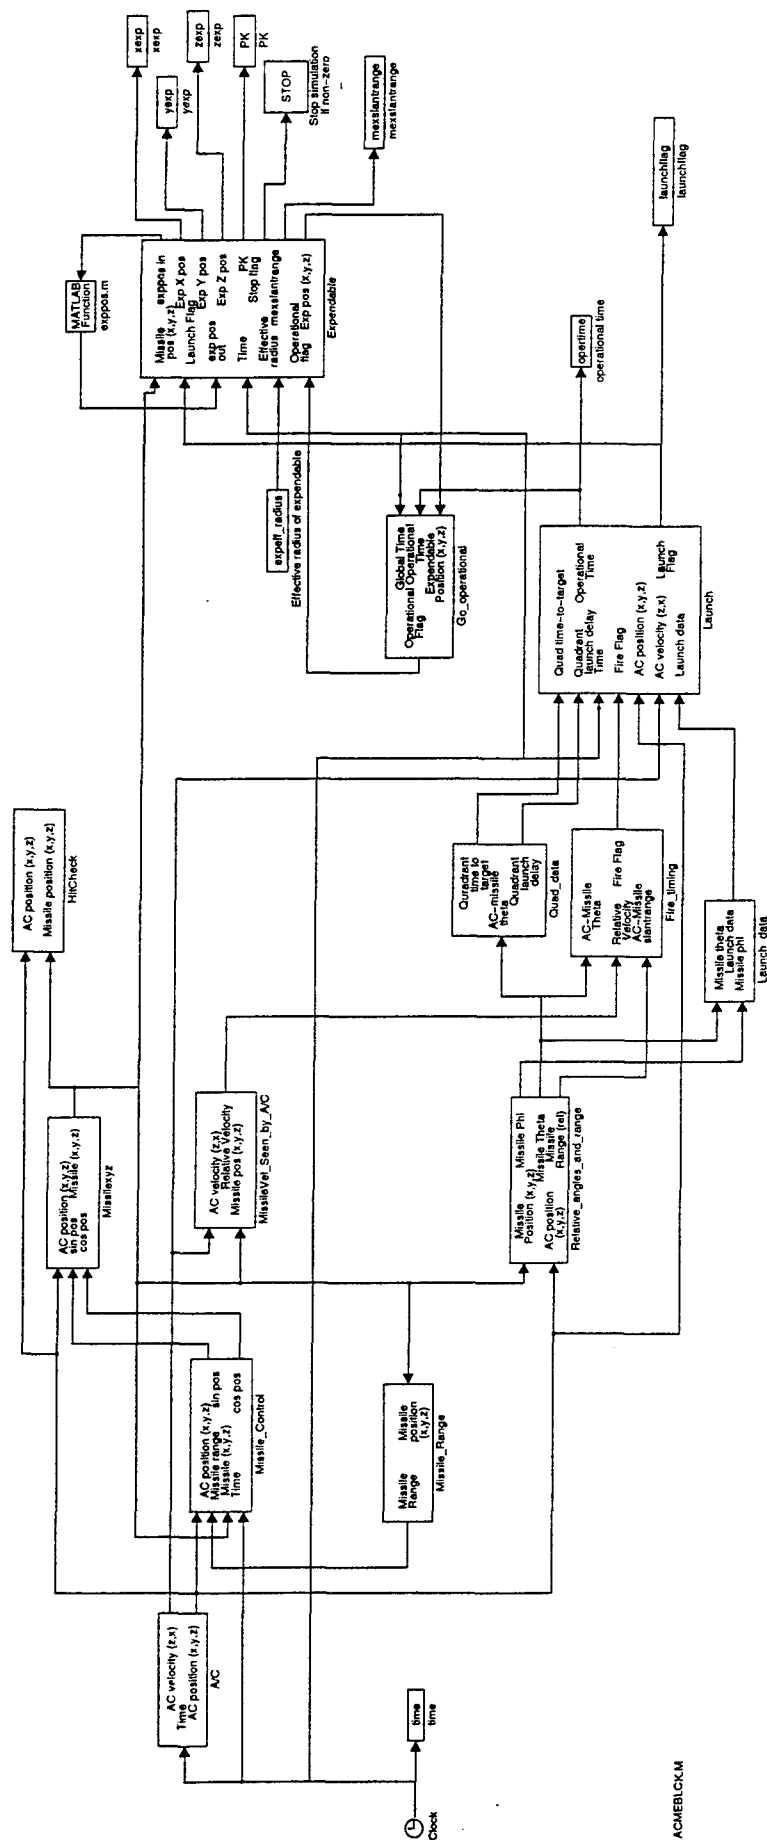 Clock
time
time
AC velocity (z,x)
Time
AC position (x,y,z)
A/C
AC position (x,y,z)
Missile range
sin pos
Missile (x,y,z)
Time
cos pos
Missile_Control
Missile
Range
Missile
position
(x,y,z)
Missile_Range
AC position (x,y,z)
sin pos
Missile (x,y,z)
cos pos
Missilexyz
AC velocity (z,x)
Relative Velocity
Missile pos (x,y,z)
MissileVel_Seen_by_A/C
Missile Phi
Missile
Position (x,y,z)
Missile Theta
AC position
(x,y,z)
Missile
Range (rel)
Relative_angles_and_range
AC position (x,y,z)
Missile position (x,y,z)
HitCheck
Quradrant
time to
target
AC-missile
theta
Quadrant
launch
delay
Quad_data
AC-Missile
Theta
Relative
Velocity
Fire Flag
AC-Missile
slantrange
Fire_timing
Missile theta
Launch data
Missile phi
Launch_data
Quad time-to-target
Quadrant
launch delay
Operational
Time
Time
Fire Flag
AC position (x,y,z)
AC velocity (z,x)
Launch
Flag
Launch data
Launch
Global Time
Operational
Operational
Flag
Time
Expendable
Position (x,y,z)
Go_operational
expeff_radius
Effective radius of expendable
MATLAB
Function
exppos.m
Missile
pos (x,y,z)
exppos in
Launch Flag
Exp X pos
Exp Y pos
exp pos
out
Exp Z pos
Time
PK
Stop flag
Effective
radius
mexslantrange
Operational
flag
Exp pos (x,y,z)
Expendable
xexp
xexp
yexp
yexp
zexp
zexp
PK
PK
STOP
Stop simulation
if non-zero
mexslantrange
mexslantrange
opertime
operational time
launchflag
launchflag
ACMEBLCK.M